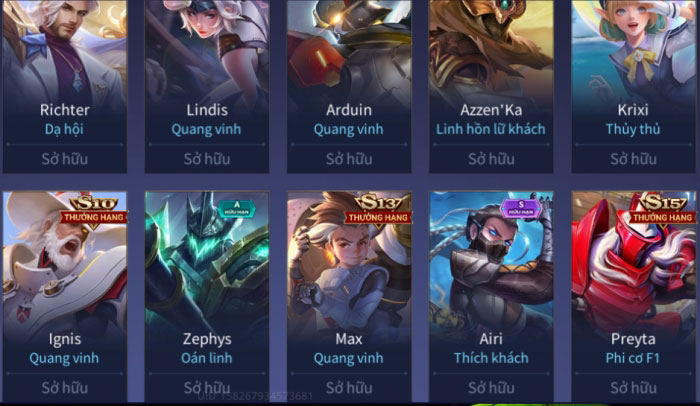 Richter
Lindis
Arduin
Azzen'Ka
Krixi
Dạ hội
Quang vinh
Quang vinh
Linh hồn lữ khách
Thủy thủ
Sở hữu
Sở hữu
Sở hữu
Sở hữu
Sở hữu
S10
THƯỞNG HẠNG
A
HỮU HẠN
S13
THƯỞNG HẠNG
S
HỮU HẠN
S15
THƯỞNG HẠNG
Ignis
Zephys
Max
Airi
Preyta
Quang vinh
Oán linh
Quang vinh
Thích khách
Phi cơ F1
Sở hữu
Sở hữu
Sở hữu
Sở hữu
Sở hữu
UID: 158267934573681